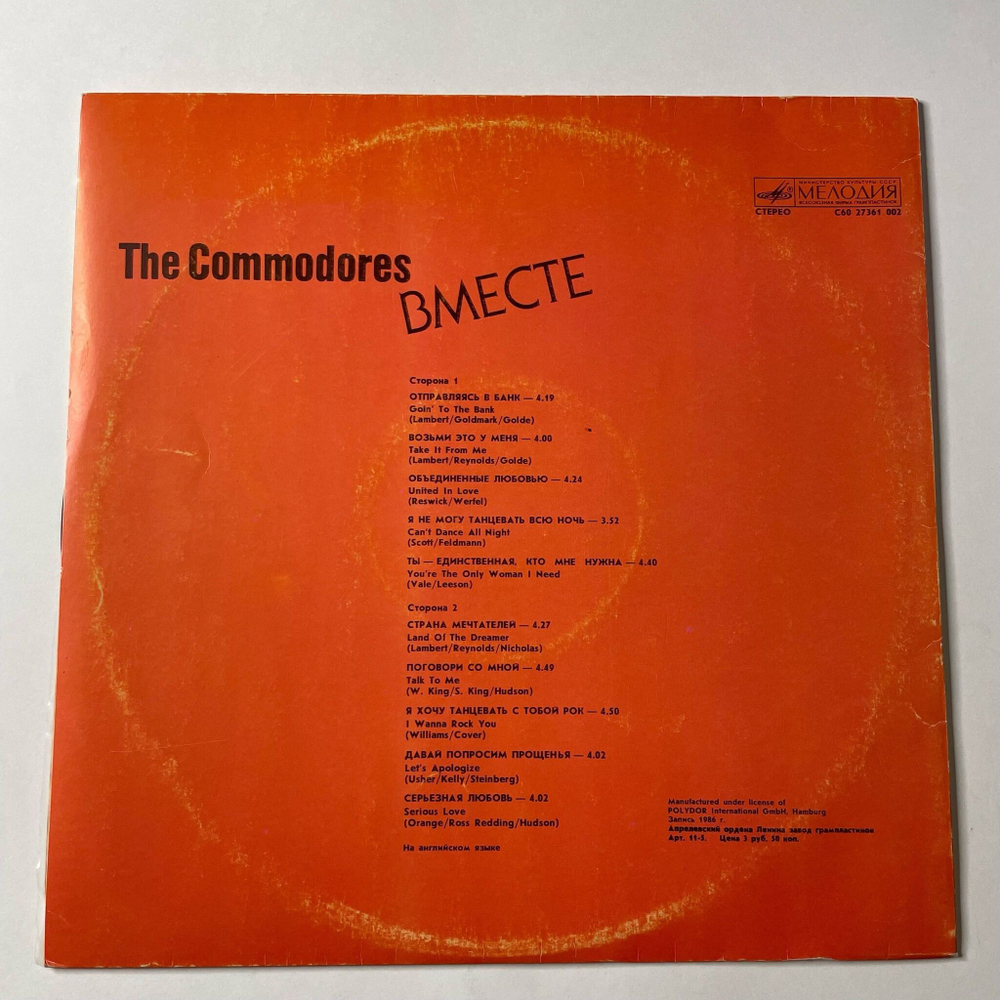 МИНИСТЕРСТВО КУЛЬТУРЫ СССР
МЕЛОДИЯ
ВСЕСОЮЗНАЯ ФИРМА ГРАМПЛАСТИНОК
СТЕРЕО С60 27361 002
The Commodores
ВМЕСТЕ
Сторона 1
ОТПРАВЛЯЯСЬ В БАНК — 4.19
Goin' To The Bank
(Lambert/Goldmark/Golde)
ВОЗЬМИ ЭТО У МЕНЯ — 4.00
Take It From Me
(Lambert/Reynolds/Golde)
ОБЪЕДИНЕННЫЕ ЛЮБОВЬЮ — 4.24
United In Love
(Reswick/Werfel)
Я НЕ МОГУ ТАНЦЕВАТЬ ВСЮ НОЧЬ — 3.52
Can't Dance All Night
(Scott/Feldmann)
ТЫ — ЕДИНСТВЕННАЯ, КТО МНЕ НУЖНА — 4.40
You're The Only Woman I Need
(Vale/Leeson)
Сторона 2
СТРАНА МЕЧТАТЕЛЕЙ — 4.27
Land Of The Dreamer
(Lambert/Reynolds/Nicholas)
ПОГОВОРИ СО МНОЙ — 4.49
Talk To Me
(W. King/S. King/Hudson)
Я ХОЧУ ТАНЦЕВАТЬ С ТОБОЙ РОК — 4.50
I Wanna Rock You
(Williams/Cover)
ДАВАЙ ПОПРОСИМ ПРОЩЕНЬЯ — 4.02
Let's Apologize
(Usher/Kelly/Steinberg)
СЕРЬЕЗНАЯ ЛЮБОВЬ — 4.02
Serious Love
(Orange/Ross Redding/Hudson)
На английском языке
Manufactured under license of
POLYDOR International GmbH, Hamburg
Запись 1986 г.
Апрелевский ордена Ленина завод грампластинок
Арт. 11-5. Цена 3 руб. 50 коп.